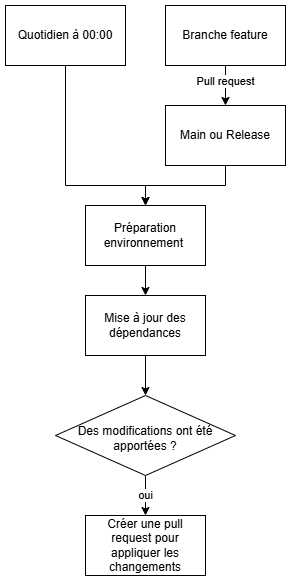 Quotidien à 00:00
Branche feature
Pull request
Main ou Release
Préparation
environnement
Mise à jour des
dépendances
Des modifications ont été
apportées ?
oui
Créer une pull
request pour
appliquer les
changements